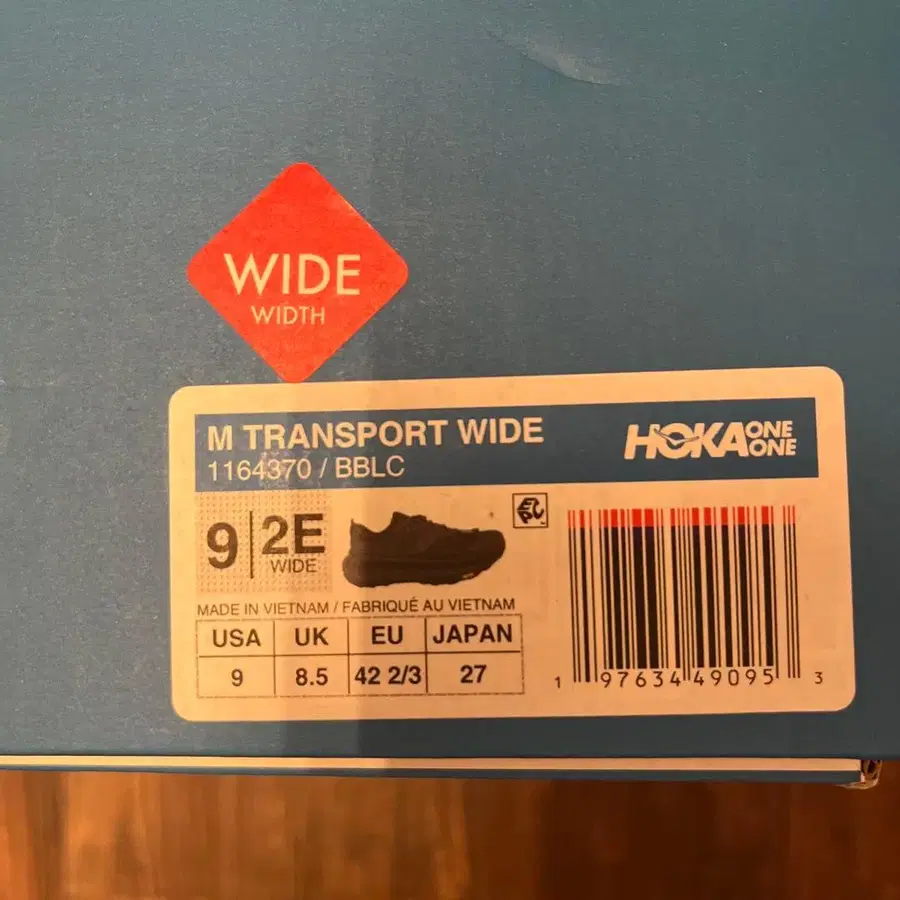 WIDE
WIDTH
M TRANSPORT WIDE
1164370 / BBLC
HOKA ONE ONE
9 | 2E
WIDE
EPC
MADE IN VIETNAM / FABRIQUÉ AU VIETNAM
USA UK EU JAPAN
9 8.5 42 2/3 27
1 97634 49095 3